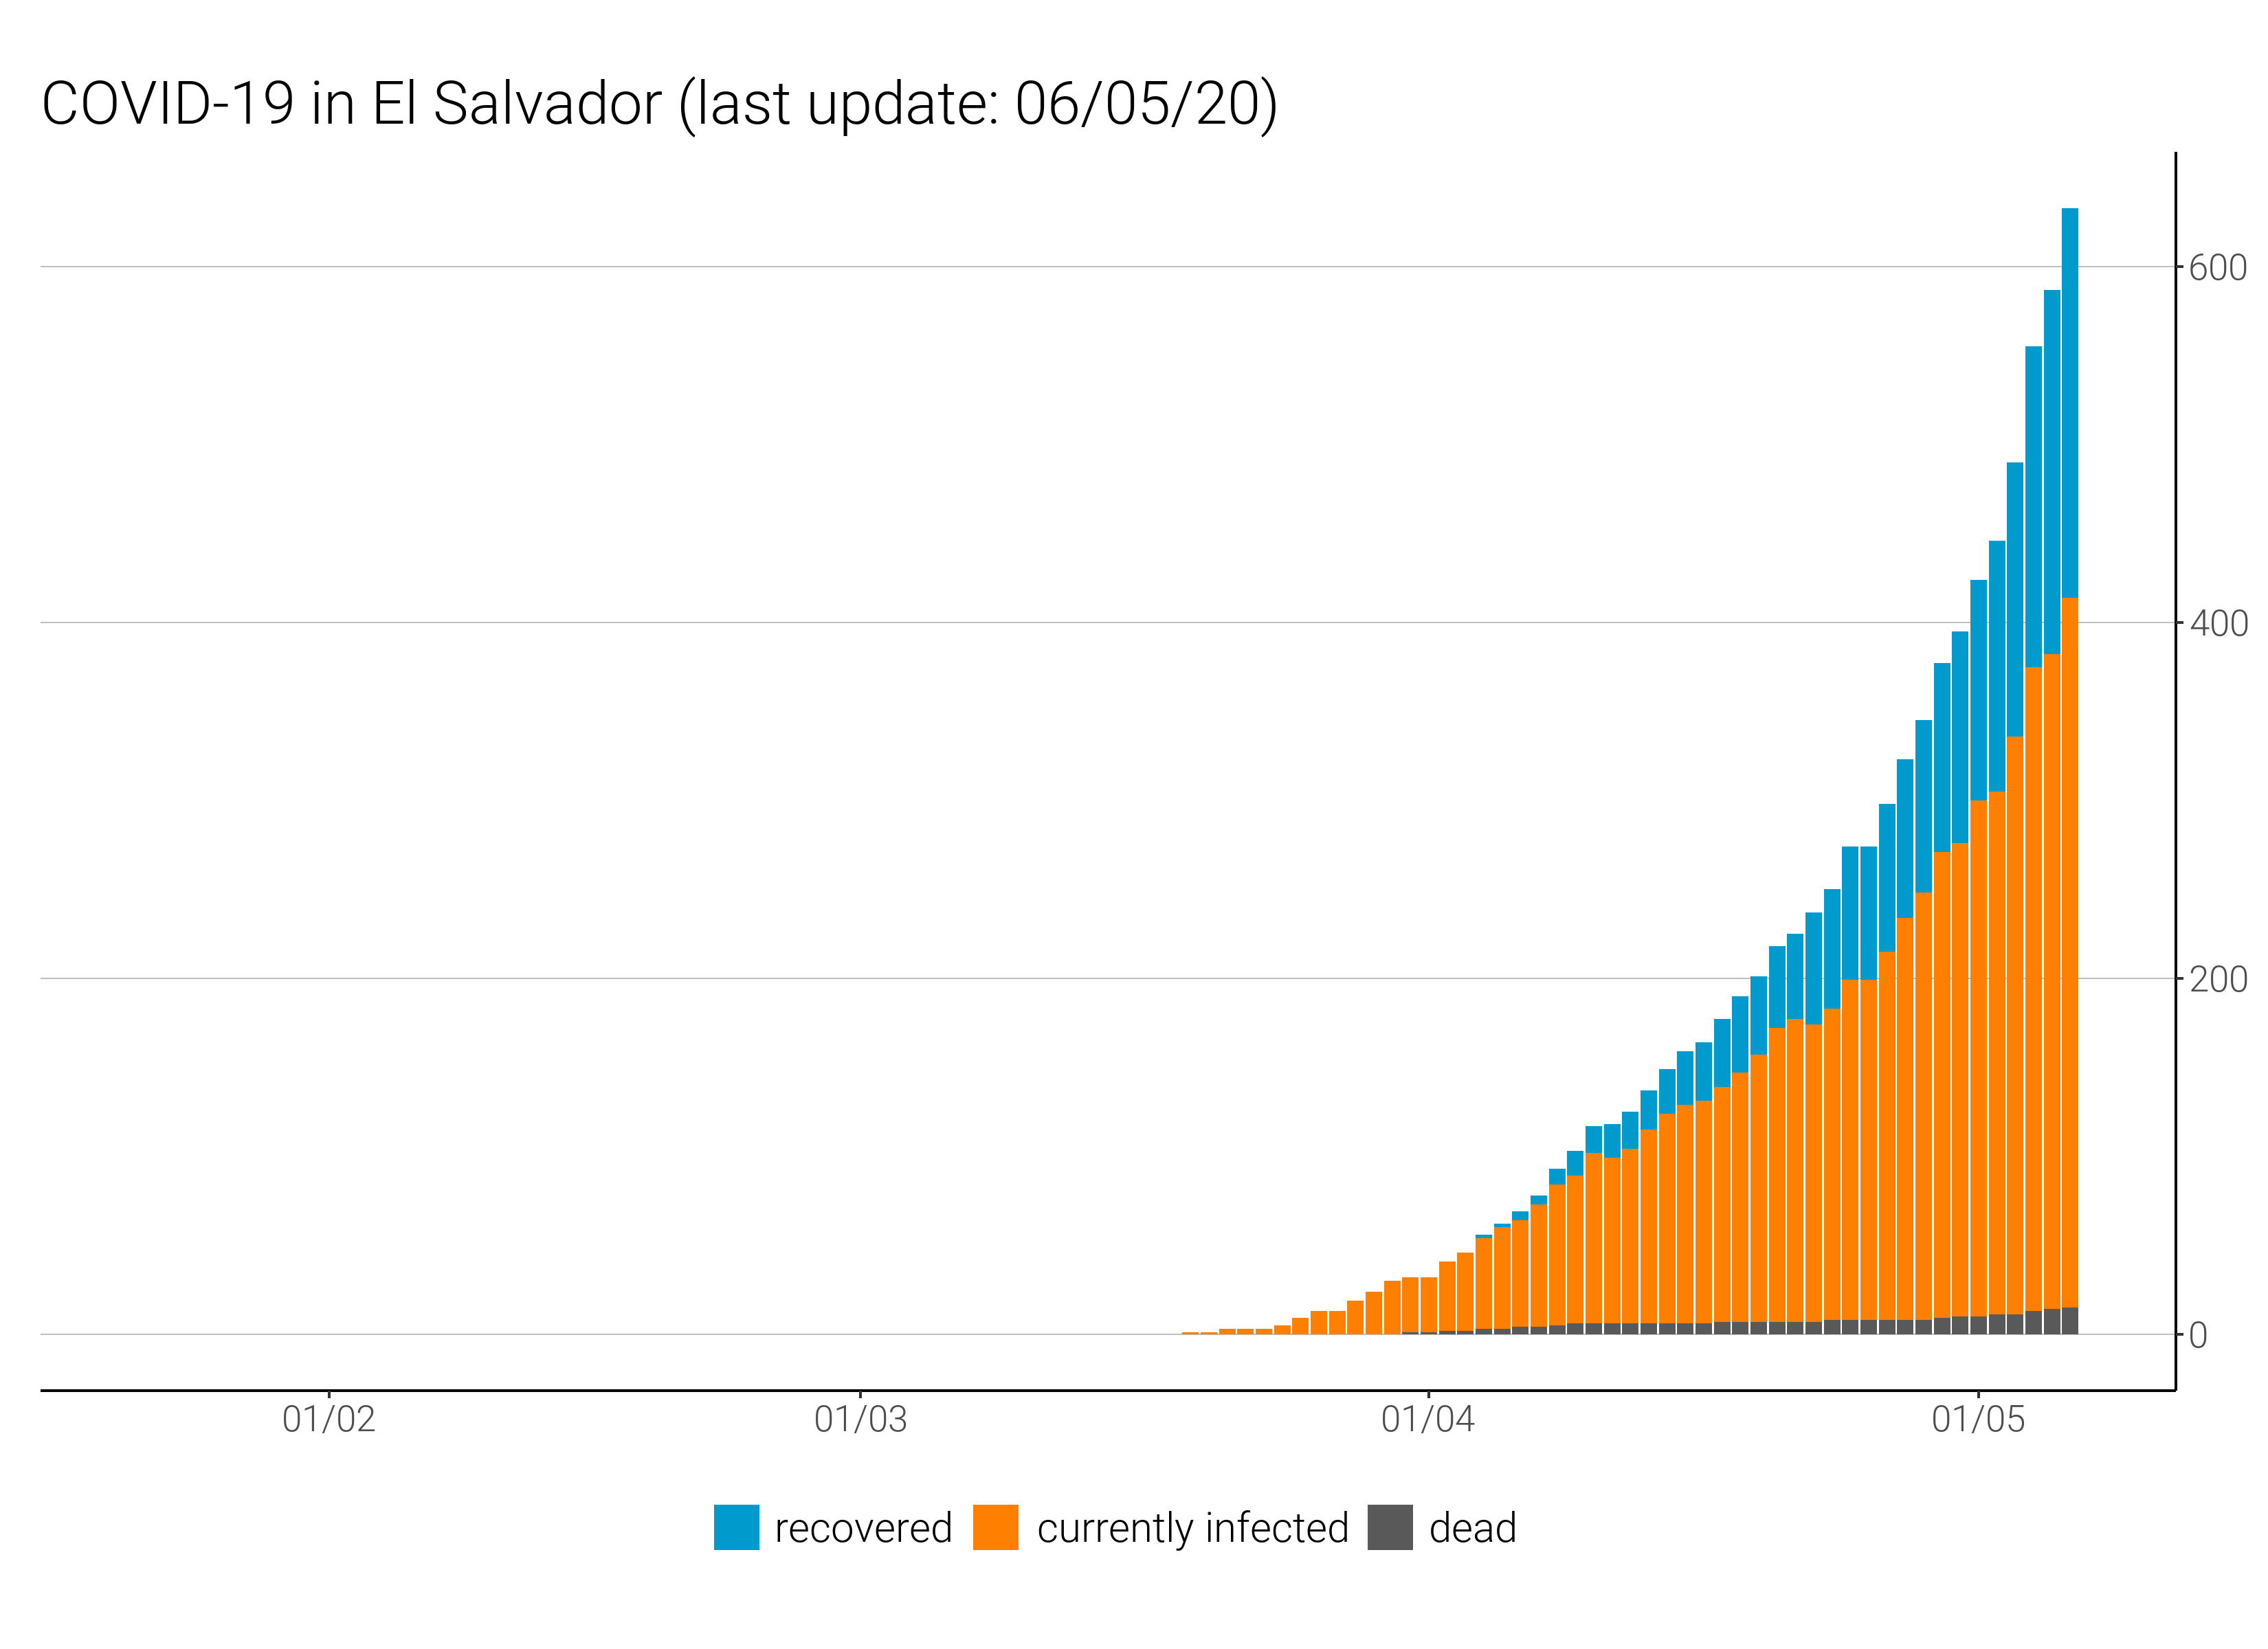 COVID-19 in El Salvador (last update: 06/05/20)
600
400
200
0
01/02 01/03 01/04 01/05
recovered currently infected dead